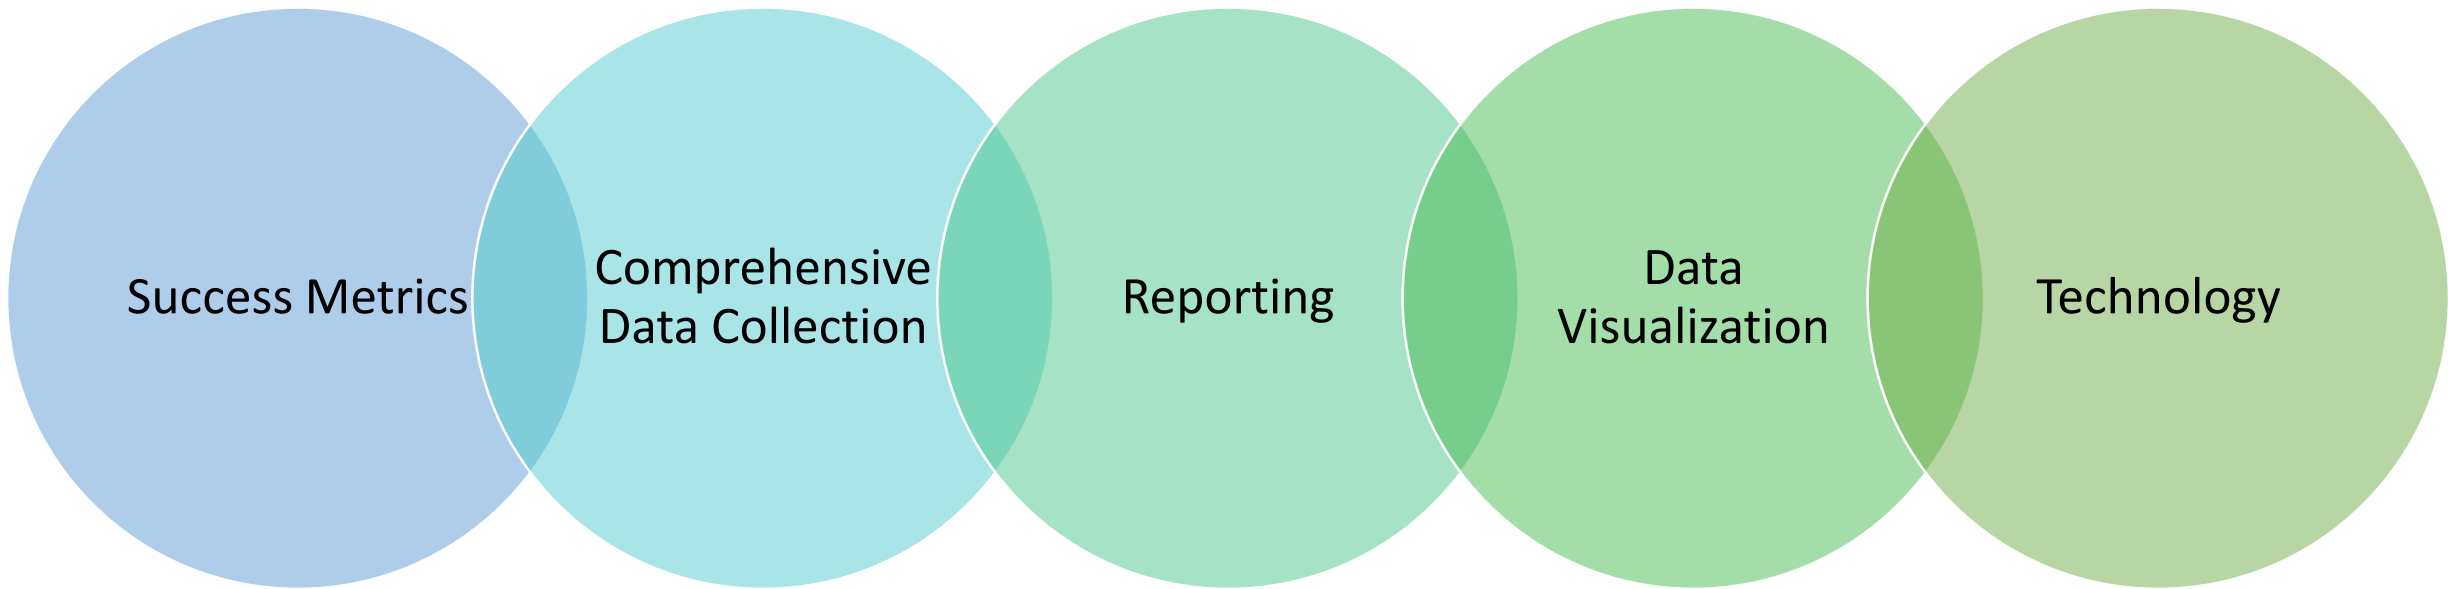 Success Metrics
Comprehensive
Data Collection
Reporting
Data
Visualization
Technology